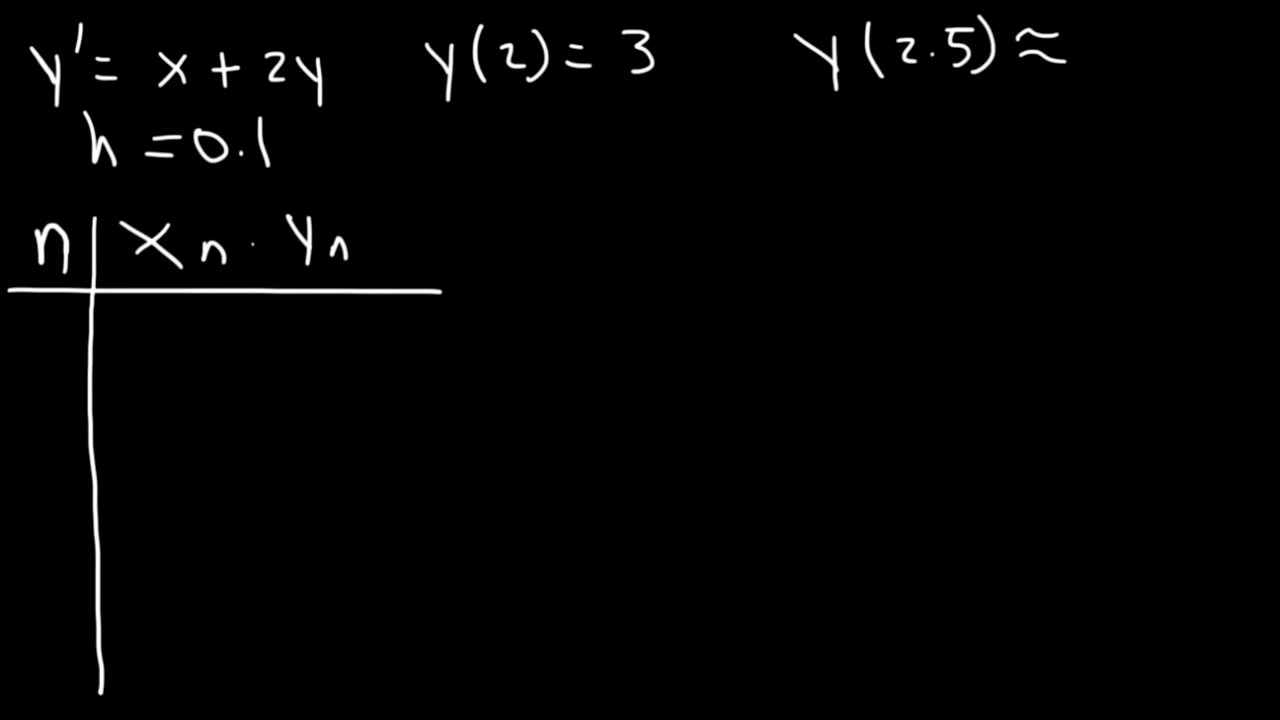 y' = x + 2y y(2) = 3 y(2.5) ≈
h = 0.1
n xn · yn